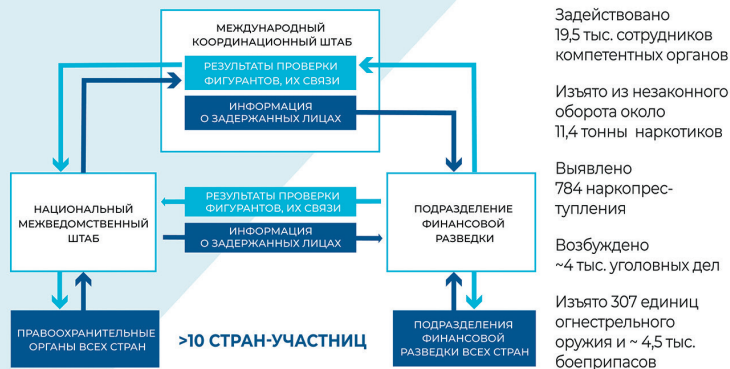 МЕЖДУНАРОДНЫЙ
КООРДИНАЦИОННЫЙ ШТАБ
РЕЗУЛЬТАТЫ ПРОВЕРКИ
ФИГУРАНТОВ, ИХ СВЯЗИ
ИНФОРМАЦИЯ
О ЗАДЕРЖАННЫХ ЛИЦАХ
НАЦИОНАЛЬНЫЙ
МЕЖВЕДОМСТВЕННЫЙ
ШТАБ
РЕЗУЛЬТАТЫ ПРОВЕРКИ
ФИГУРАНТОВ, ИХ СВЯЗИ
ИНФОРМАЦИЯ
О ЗАДЕРЖАННЫХ ЛИЦАХ
ПОДРАЗДЕЛЕНИЕ
ФИНАНСОВОЙ
РАЗВЕДКИ
ПРАВООХРАНИТЕЛЬНЫЕ
ОРГАНЫ ВСЕХ СТРАН
>10 СТРАН-УЧАСТНИЦ
ПОДРАЗДЕЛЕНИЯ
ФИНАНСОВОЙ
РАЗВЕДКИ ВСЕХ СТРАН
Задействовано
19,5 тыс. сотрудников
компетентных органов
Изъято из незаконного
оборота около
11,4 тонны наркотиков
Выявлено
784 наркопрес-
тупления
Возбуждено
~4 тыс. уголовных дел
Изъято 307 единиц
огнестрельного
оружия и ~ 4,5 тыс.
боеприпасов